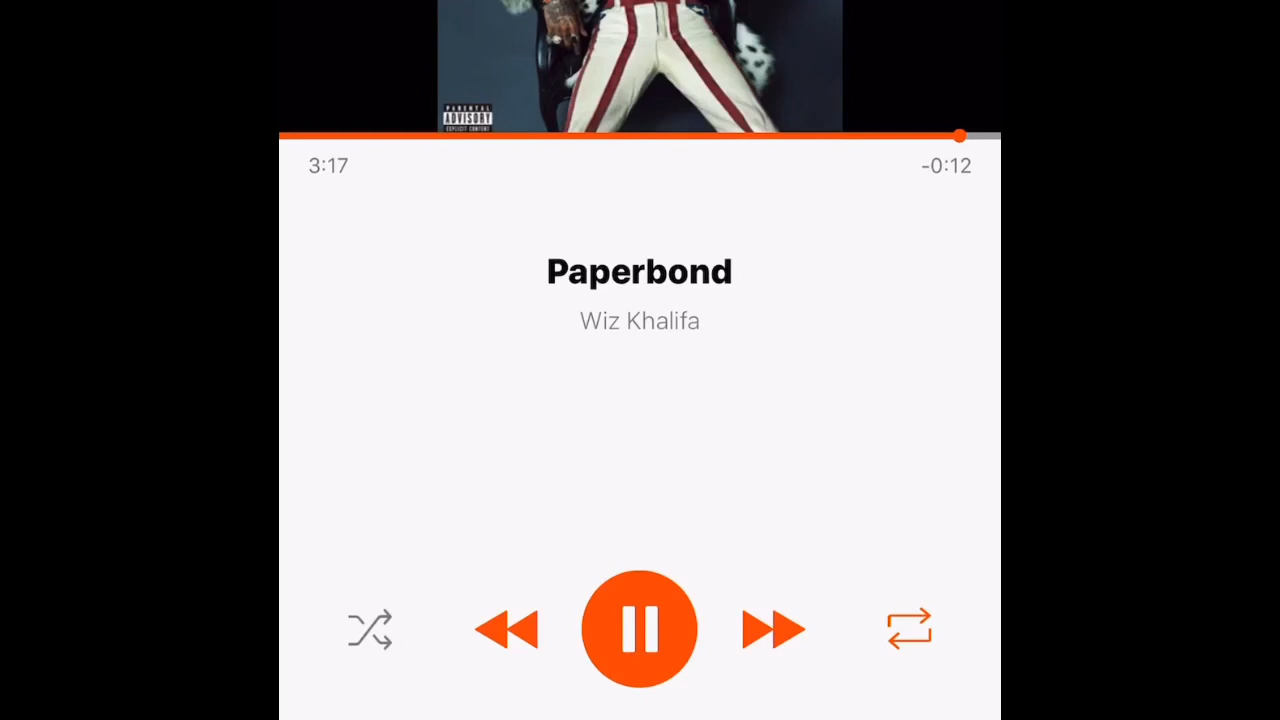 PARENTAL
ADVISORY
EXPLICIT CONTENT
3:17
-0:12
Paperbond
Wiz Khalifa